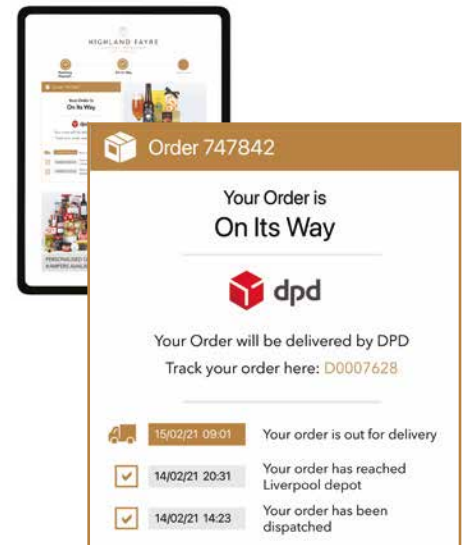 HIGHLAND FAYRE
On Its Way
Order 747842
Your Order is
On Its Way
dpd
Your Order will be delivered by DPD
Track your order here: D0007628
15/02/21 09:01 Your order is out for delivery
14/02/21 20:31 Your order has reached
Liverpool depot
14/02/21 14:23 Your order has been
dispatched